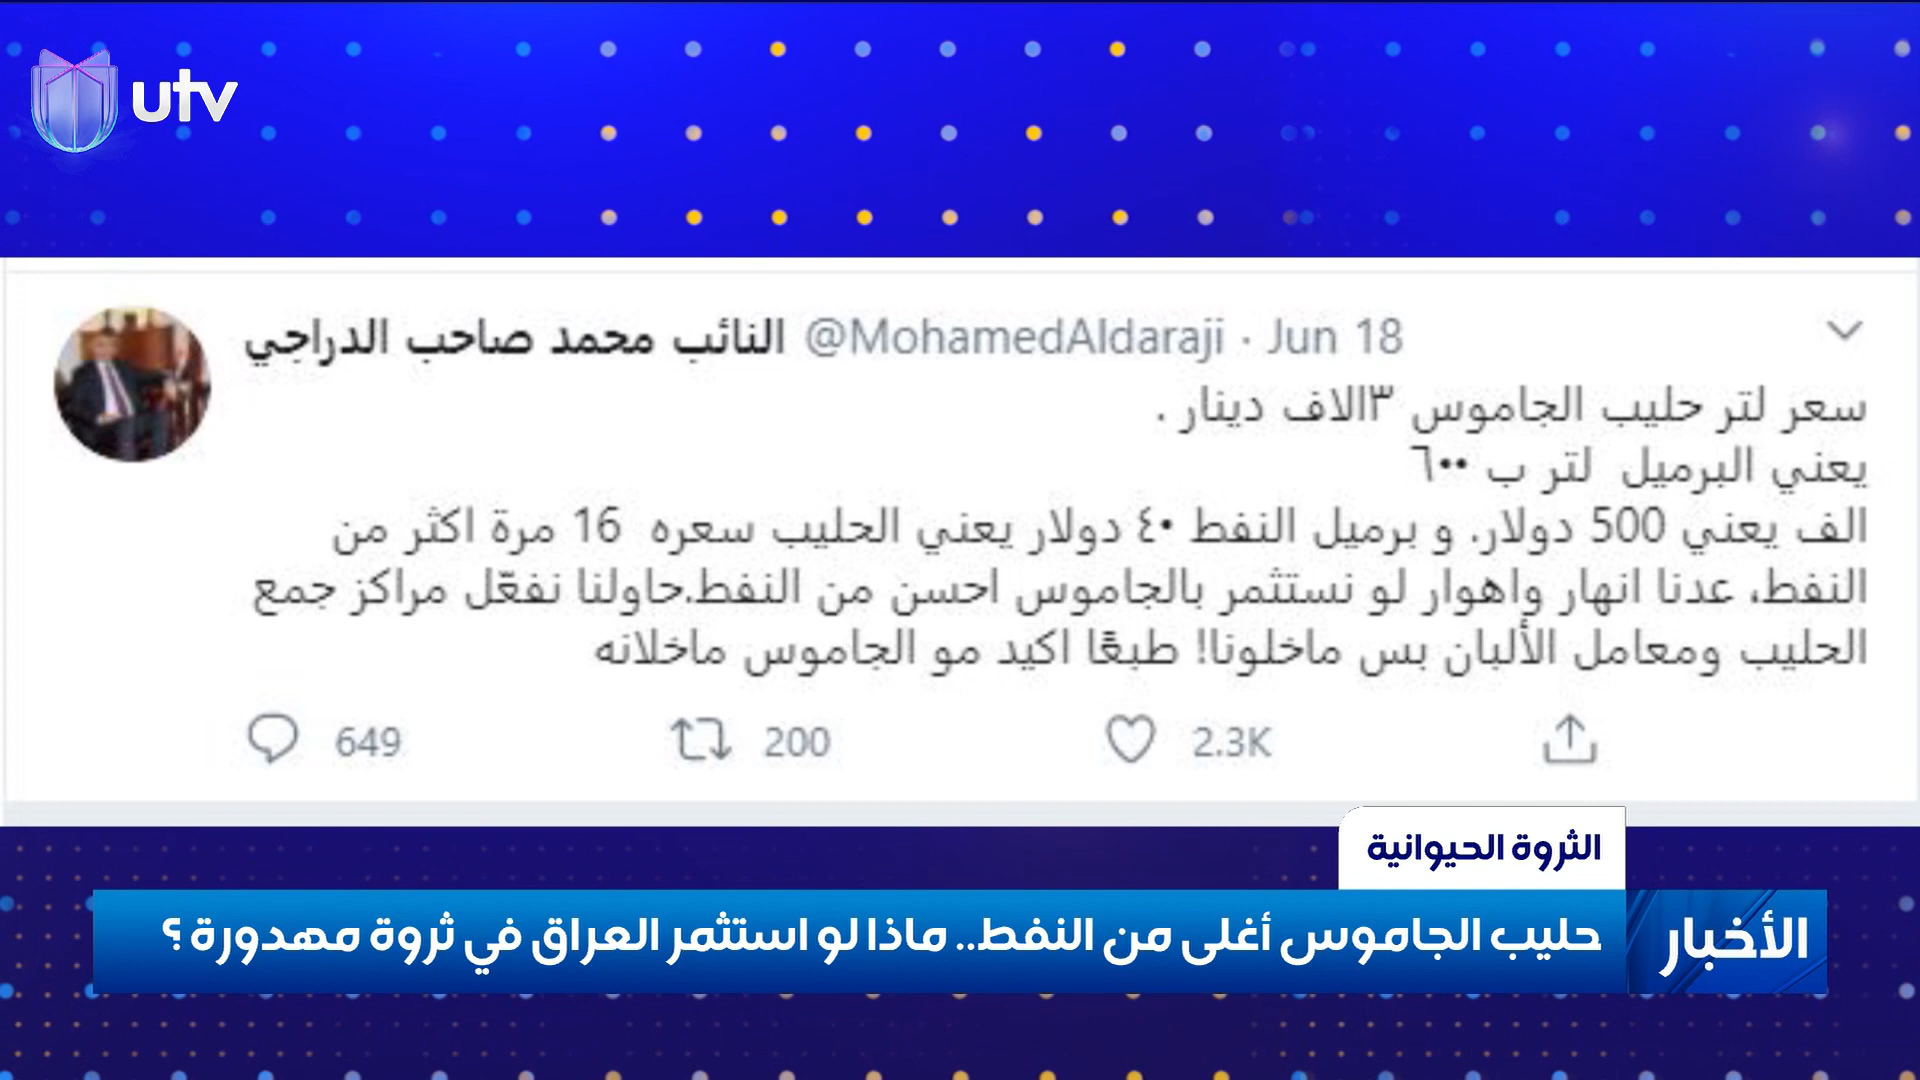 utv
النائب محمد صاحب الدراجي @MohamedAldaraji · Jun 18
سعر لتر حليب الجاموس ٣الاف دينار .
يعني البرميل لتر ب ٦٠٠
الف يعني 500 دولار. و برميل النفط ٤٠ دولار يعني الحليب سعره 16 مرة اكثر من
النفط، عدنا انهار واهوار لو نستثمر بالجاموس احسن من النفط.حاولنا نفعّل مراكز جمع
الحليب ومعامل الألبان بس ماخلونا! طبعًا اكيد مو الجاموس ماخلانه
649 200 2.3K
الثروة الحيوانية
الأخبار
حليب الجاموس أغلى من النفط.. ماذا لو استثمر العراق في ثروة مهدورة ؟